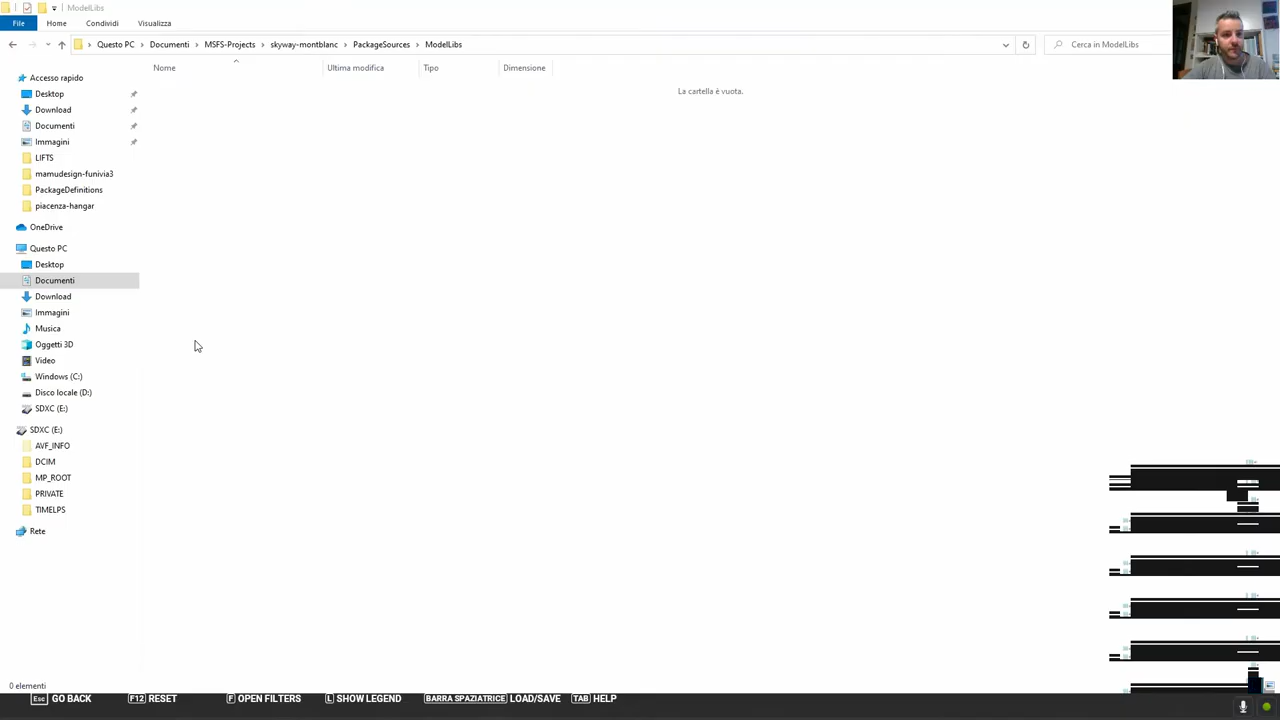 ModelLibs
File Home Condividi Visualizza
Questo PC > Documenti > MSFS-Projects > skyway-montblanc > PackageSources > ModelLibs
Cerca in ModelLibs
Nome Ultima modifica Tipo Dimensione
La cartella è vuota.
Accesso rapido
Desktop
Download
Documenti
Immagini
LIFTS
mamudesign-funivia3
PackageDefinitions
piacenza-hangar
OneDrive
Questo PC
Desktop
Documenti
Download
Immagini
Musica
Oggetti 3D
Video
Windows (C:)
Disco locale (D:)
SDXC (E:)
SDXC (E:)
AVF_INFO
DCIM
MP_ROOT
PRIVATE
TIMELPS
Rete
0 elementi
Esc GO BACK F12 RESET F OPEN FILTERS L SHOW LEGEND BARRA SPAZIATRICE LOAD/SAVE TAB HELP